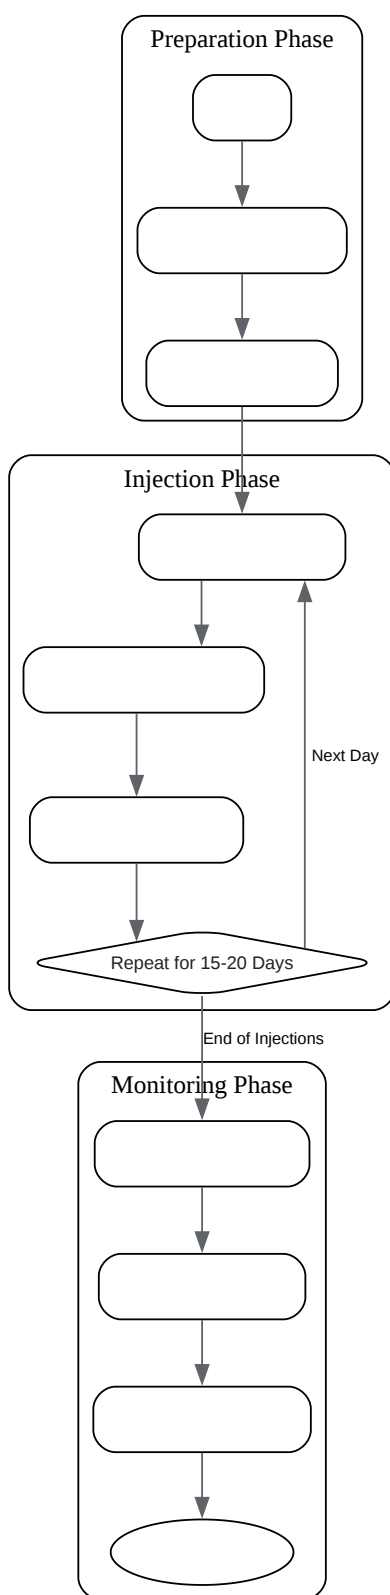 Preparation Phase
Injection Phase
Next Day
Repeat for 15-20 Days
End of Injections
Monitoring Phase